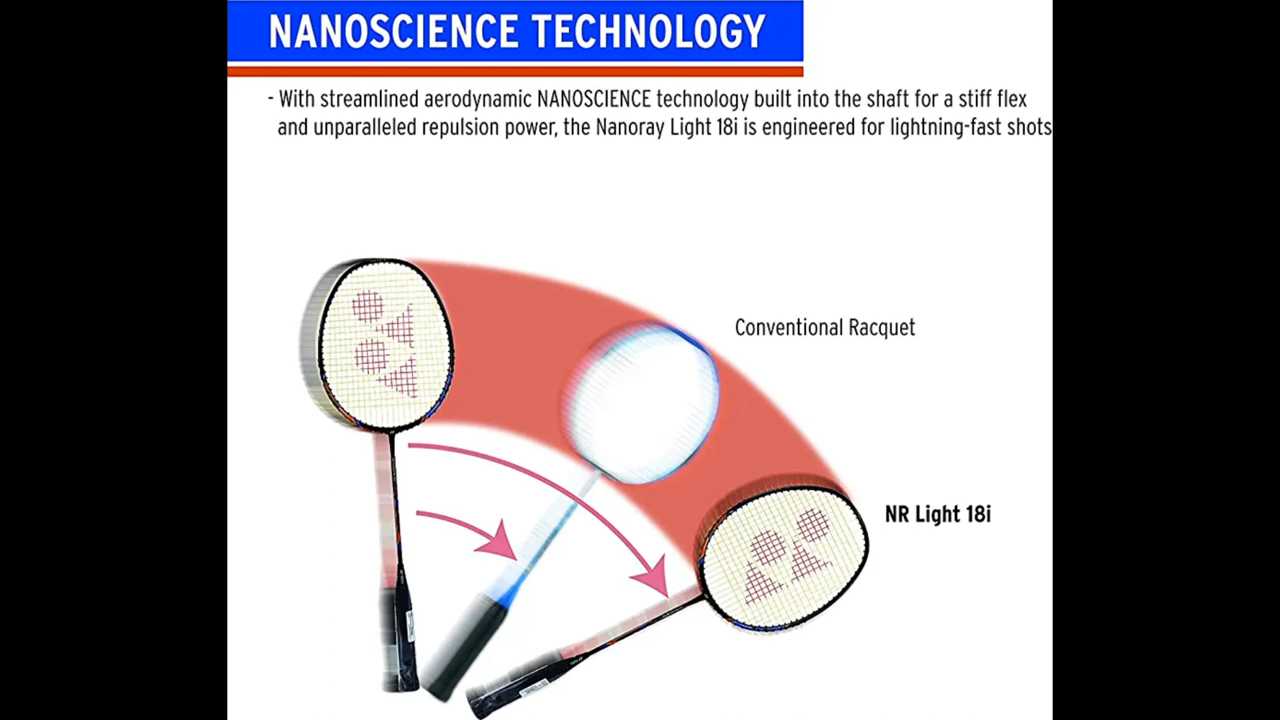 NANOSCIENCE TECHNOLOGY
- With streamlined aerodynamic NANOSCIENCE technology built into the shaft for a stiff flex
and unparalleled repulsion power, the Nanoray Light 18i is engineered for lightning-fast shots
Conventional Racquet
NR Light 18i